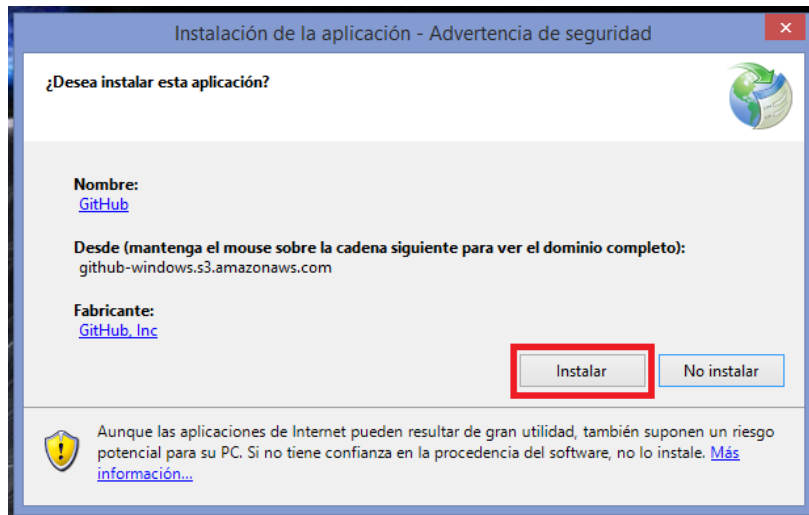 Instalación de la aplicación - Advertencia de seguridad
¿Desea instalar esta aplicación?
Nombre:
GitHub
Desde (mantenga el mouse sobre la cadena siguiente para ver el dominio completo):
github-windows.s3.amazonaws.com
Fabricante:
GitHub, Inc
Instalar
No instalar
Aunque las aplicaciones de Internet pueden resultar de gran utilidad, también suponen un riesgo
potencial para su PC. Si no tiene confianza en la procedencia del software, no lo instale. Más
información...